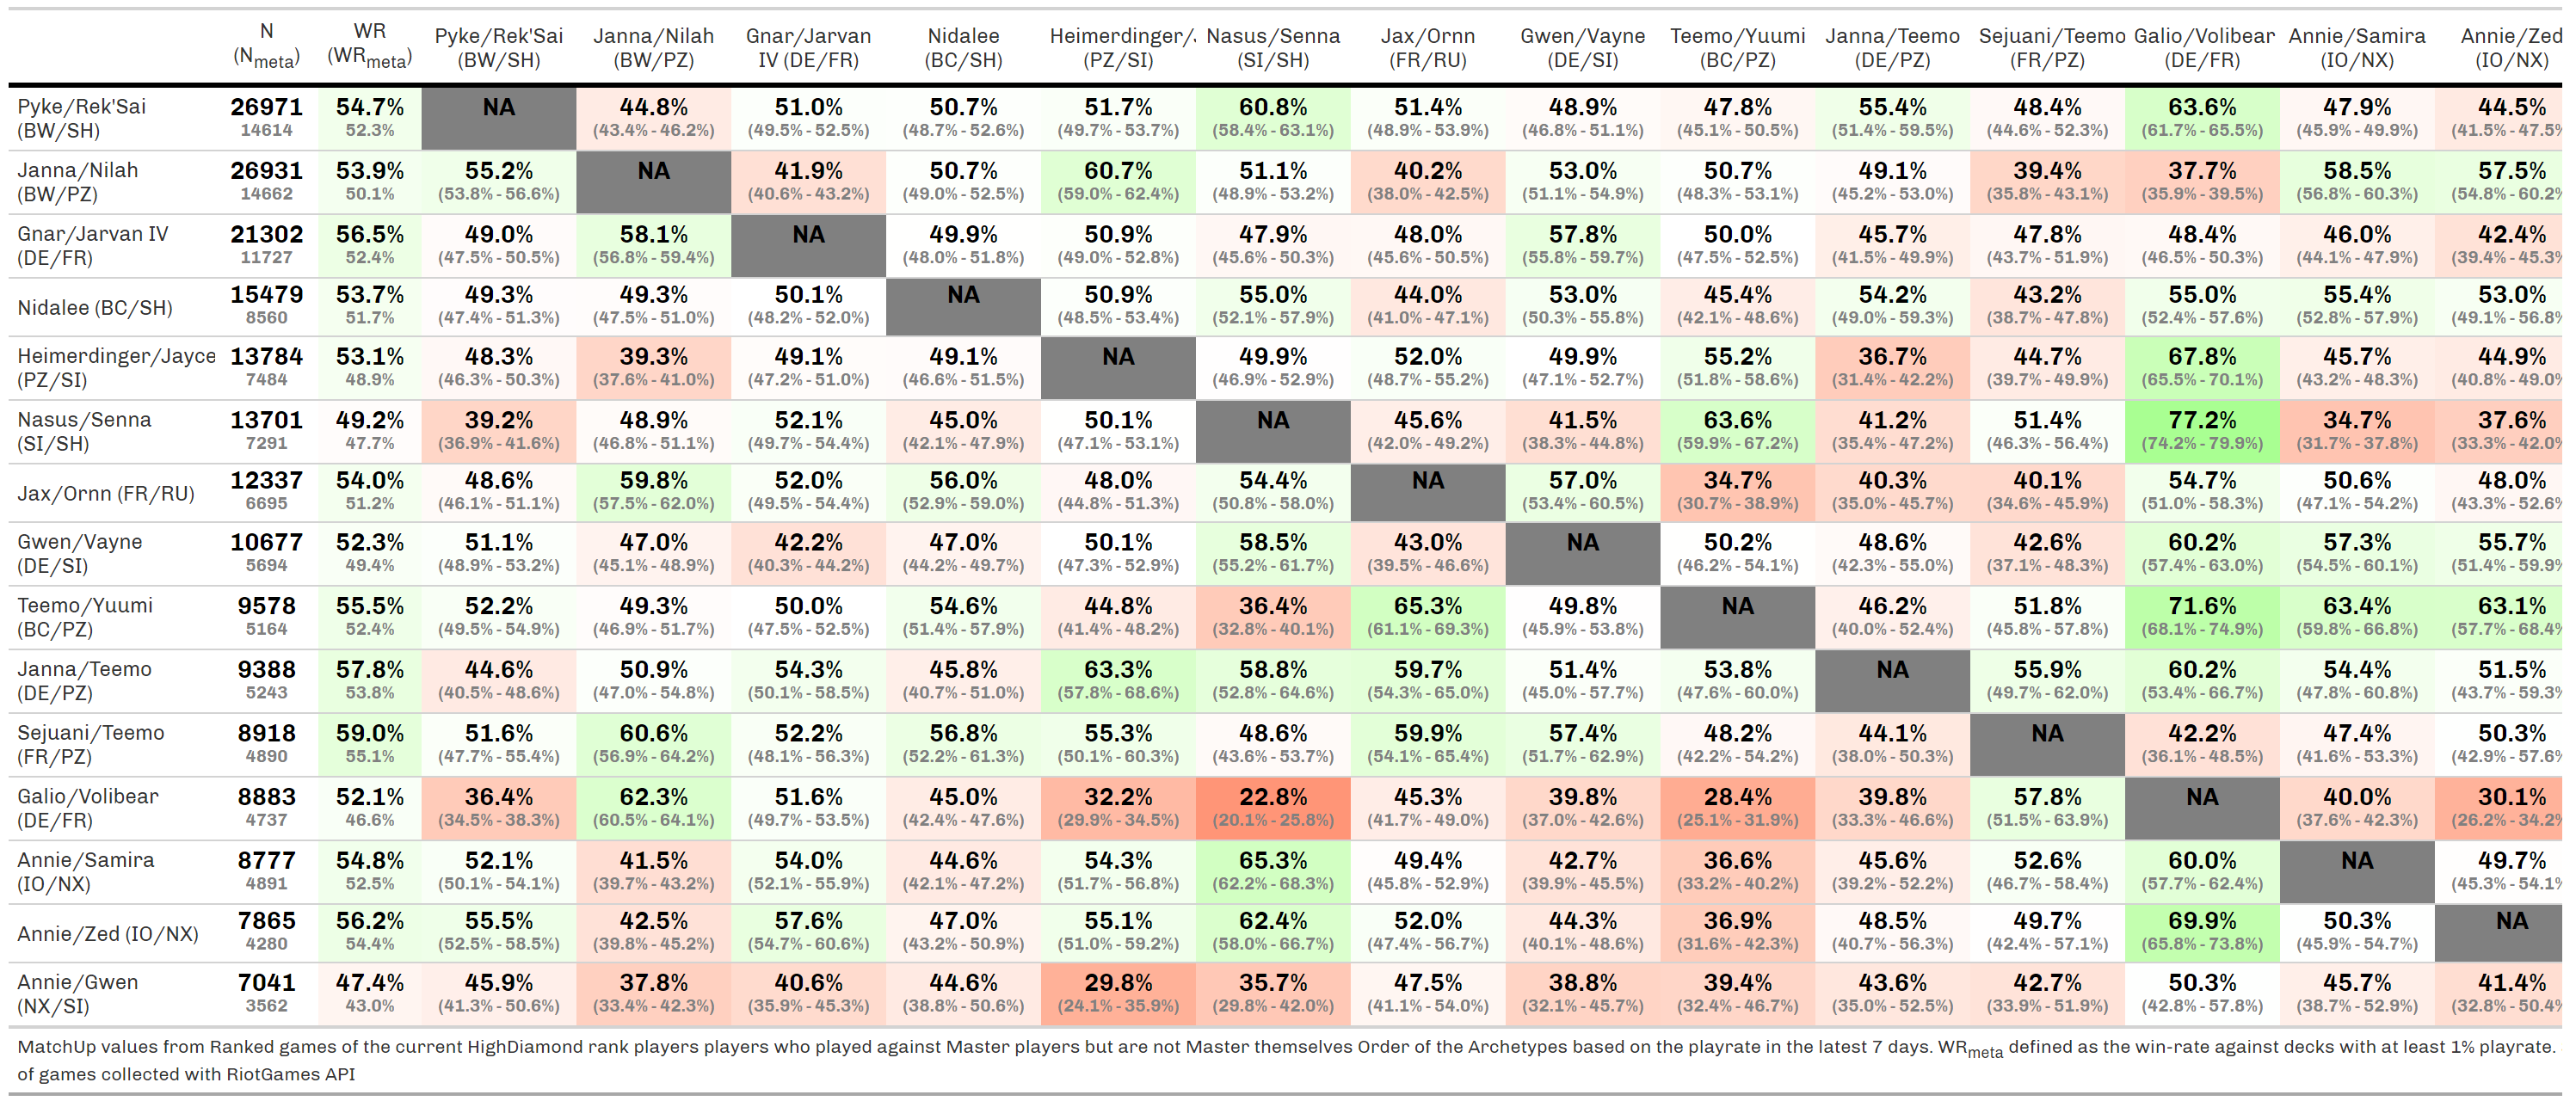 N WR Pyke/Rek'Sai Janna/Nilah Gnar/Jarvan Nidalee Heimerdinger/ Nasus/Senna Jax/Ornn Gwen/Vayne Teemo/Yuumi Janna/Teemo Sejuani/Teemo Galio/Volibear Annie/Samira Annie/Zed
(Nmeta) (WRmeta) (BW/SH) (BW/PZ) IV (DE/FR) (BC/SH) (PZ/SI) (SI/SH) (FR/RU) (DE/SI) (BC/PZ) (DE/PZ) (FR/PZ) (DE/FR) (IO/NX) (IO/NX)
Pyke/Rek'Sai 26971 54.7% NA 44.8% 51.0% 50.7% 51.7% 60.8% 51.4% 48.9% 47.8% 55.4% 48.4% 63.6% 47.9% 44.5%
(BW/SH) 14614 52.3% (43.4% - 46.2%) (49.5% - 52.5%) (48.7% - 52.6%) (49.7% - 53.7%) (58.4% - 63.1%) (48.9% - 53.9%) (46.8% - 51.1%) (45.1% - 50.5%) (51.4% - 59.5%) (44.6% - 52.3%) (61.7% - 65.5%) (45.9% - 49.9%) (41.5% - 47.5%
Janna/Nilah 26931 53.9% 55.2% NA 41.9% 50.7% 60.7% 51.1% 40.2% 53.0% 50.7% 49.1% 39.4% 37.7% 58.5% 57.5%
(BW/PZ) 14662 50.1% (53.8% - 56.6%) (40.6% - 43.2%) (49.0% - 52.5%) (59.0% - 62.4%) (48.9% - 53.2%) (38.0% - 42.5%) (51.1% - 54.9%) (48.3% - 53.1%) (45.2% - 53.0%) (35.8% - 43.1%) (35.9% - 39.5%) (56.8% - 60.3%) (54.8% - 60.2%
Gnar/Jarvan IV 21302 56.5% 49.0% 58.1% NA 49.9% 50.9% 47.9% 48.0% 57.8% 50.0% 45.7% 47.8% 48.4% 46.0% 42.4%
(DE/FR) 11727 52.4% (47.5% - 50.5%) (56.8% - 59.4%) (48.0% - 51.8%) (49.0% - 52.8%) (45.6% - 50.3%) (45.6% - 50.5%) (55.8% - 59.7%) (47.5% - 52.5%) (41.5% - 49.9%) (43.7% - 51.9%) (46.5% - 50.3%) (44.1% - 47.9%) (39.4% - 45.3%
Nidalee (BC/SH) 15479 53.7% 49.3% 49.3% 50.1% NA 50.9% 55.0% 44.0% 53.0% 45.4% 54.2% 43.2% 55.0% 55.4% 53.0%
8560 51.7% (47.4% - 51.3%) (47.5% - 51.0%) (48.2% - 52.0%) (48.5% - 53.4%) (52.1% - 57.9%) (41.0% - 47.1%) (50.3% - 55.8%) (42.1% - 48.6%) (49.0% - 59.3%) (38.7% - 47.8%) (52.4% - 57.6%) (52.8% - 57.9%) (49.1% - 56.8%
Heimerdinger/Jayce 13784 53.1% 48.3% 39.3% 49.1% 49.1% NA 49.9% 52.0% 49.9% 55.2% 36.7% 44.7% 67.8% 45.7% 44.9%
(PZ/SI) 7484 48.9% (46.3% - 50.3%) (37.6% - 41.0%) (47.2% - 51.0%) (46.6% - 51.5%) (46.9% - 52.9%) (48.7% - 55.2%) (47.1% - 52.7%) (51.8% - 58.6%) (31.4% - 42.2%) (39.7% - 49.9%) (65.5% - 70.1%) (43.2% - 48.3%) (40.8% - 49.0%
Nasus/Senna 13701 49.2% 39.2% 48.9% 52.1% 45.0% 50.1% NA 45.6% 41.5% 63.6% 41.2% 51.4% 77.2% 34.7% 37.6%
(SI/SH) 7291 47.7% (36.9% - 41.6%) (46.8% - 51.1%) (49.7% - 54.4%) (42.1% - 47.9%) (47.1% - 53.1%) (42.0% - 49.2%) (38.3% - 44.8%) (59.9% - 67.2%) (35.4% - 47.2%) (46.3% - 56.4%) (74.2% - 79.9%) (31.7% - 37.8%) (33.3% - 42.0%
Jax/Ornn (FR/RU) 12337 54.0% 48.6% 59.8% 52.0% 56.0% 48.0% 54.4% NA 57.0% 34.7% 40.3% 40.1% 54.7% 50.6% 48.0%
6695 51.2% (46.1% - 51.1%) (57.5% - 62.0%) (49.5% - 54.4%) (52.9% - 59.0%) (44.8% - 51.3%) (50.8% - 58.0%) (53.4% - 60.5%) (30.7% - 38.9%) (35.0% - 45.7%) (34.6% - 45.9%) (51.0% - 58.3%) (47.1% - 54.2%) (43.3% - 52.6%
Gwen/Vayne 10677 52.3% 51.1% 47.0% 42.2% 47.0% 50.1% 58.5% 43.0% NA 50.2% 48.6% 42.6% 60.2% 57.3% 55.7%
(DE/SI) 5694 49.4% (48.9% - 53.2%) (45.1% - 48.9%) (40.3% - 44.2%) (44.2% - 49.7%) (47.3% - 52.9%) (55.2% - 61.7%) (39.5% - 46.6%) (46.2% - 54.1%) (42.3% - 55.0%) (37.1% - 48.3%) (57.4% - 63.0%) (54.5% - 60.1%) (51.4% - 59.9%
Teemo/Yuumi 9578 55.5% 52.2% 49.3% 50.0% 54.6% 44.8% 36.4% 65.3% 49.8% NA 46.2% 51.8% 71.6% 63.4% 63.1%
(BC/PZ) 5164 52.4% (49.5% - 54.9%) (46.9% - 51.7%) (47.5% - 52.5%) (51.4% - 57.9%) (41.4% - 48.2%) (32.8% - 40.1%) (61.1% - 69.3%) (45.9% - 53.8%) (40.0% - 52.4%) (45.8% - 57.8%) (68.1% - 74.9%) (59.8% - 66.8%) (57.7% - 68.4%
Janna/Teemo 9388 57.8% 44.6% 50.9% 54.3% 45.8% 63.3% 58.8% 59.7% 51.4% 53.8% NA 55.9% 60.2% 54.4% 51.5%
(DE/PZ) 5243 53.8% (40.5% - 48.6%) (47.0% - 54.8%) (50.1% - 58.5%) (40.7% - 51.0%) (57.8% - 68.6%) (52.8% - 64.6%) (54.3% - 65.0%) (45.0% - 57.7%) (47.6% - 60.0%) (49.7% - 62.0%) (53.4% - 66.7%) (47.8% - 60.8%) (43.7% - 59.3%
Sejuani/Teemo 8918 59.0% 51.6% 60.6% 52.2% 56.8% 55.3% 48.6% 59.9% 57.4% 48.2% 44.1% NA 42.2% 47.4% 50.3%
(FR/PZ) 4890 55.1% (47.7% - 55.4%) (56.9% - 64.2%) (48.1% - 56.3%) (52.2% - 61.3%) (50.1% - 60.3%) (43.6% - 53.7%) (54.1% - 65.4%) (51.7% - 62.9%) (42.2% - 54.2%) (38.0% - 50.3%) (36.1% - 48.5%) (41.6% - 53.3%) (42.9% - 57.6%
Galio/Volibear 8883 52.1% 36.4% 62.3% 51.6% 45.0% 32.2% 22.8% 45.3% 39.8% 28.4% 39.8% 57.8% NA 40.0% 30.1%
(DE/FR) 4737 46.6% (34.5% - 38.3%) (60.5% - 64.1%) (49.7% - 53.5%) (42.4% - 47.6%) (29.9% - 34.5%) (20.1% - 25.8%) (41.7% - 49.0%) (37.0% - 42.6%) (25.1% - 31.9%) (33.3% - 46.6%) (51.5% - 63.9%) (37.6% - 42.3%) (26.2% - 34.2%
Annie/Samira 8777 54.8% 52.1% 41.5% 54.0% 44.6% 54.3% 65.3% 49.4% 42.7% 36.6% 45.6% 52.6% 60.0% NA 49.7%
(IO/NX) 4891 52.5% (50.1% - 54.1%) (39.7% - 43.2%) (52.1% - 55.9%) (42.1% - 47.2%) (51.7% - 56.8%) (62.2% - 68.3%) (45.8% - 52.9%) (39.9% - 45.5%) (33.2% - 40.2%) (39.2% - 52.2%) (46.7% - 58.4%) (57.7% - 62.4%) (45.3% - 54.1%
Annie/Zed (IO/NX) 7865 56.2% 55.5% 42.5% 57.6% 47.0% 55.1% 62.4% 52.0% 44.3% 36.9% 48.5% 49.7% 69.9% 50.3% NA
4280 54.4% (52.5% - 58.5%) (39.8% - 45.2%) (54.7% - 60.6%) (43.2% - 50.9%) (51.0% - 59.2%) (58.0% - 66.7%) (47.4% - 56.7%) (40.1% - 48.6%) (31.6% - 42.3%) (40.7% - 56.3%) (42.4% - 57.1%) (65.8% - 73.8%) (45.9% - 54.7%)
Annie/Gwen 7041 47.4% 45.9% 37.8% 40.6% 44.6% 29.8% 35.7% 47.5% 38.8% 39.4% 43.6% 42.7% 50.3% 45.7% 41.4%
(NX/SI) 3562 43.0% (41.3% - 50.6%) (33.4% - 42.3%) (35.9% - 45.3%) (38.8% - 50.6%) (24.1% - 35.9%) (29.8% - 42.0%) (41.1% - 54.0%) (32.1% - 45.7%) (32.4% - 46.7%) (35.0% - 52.5%) (33.9% - 51.9%) (42.8% - 57.8%) (38.7% - 52.9%) (32.8% - 50.4%
MatchUp values from Ranked games of the current HighDiamond rank players players who played against Master players but are not Master themselves Order of the Archetypes based on the playrate in the latest 7 days. WRmeta defined as the win-rate against decks with at least 1% playrate.
of games collected with RiotGames API